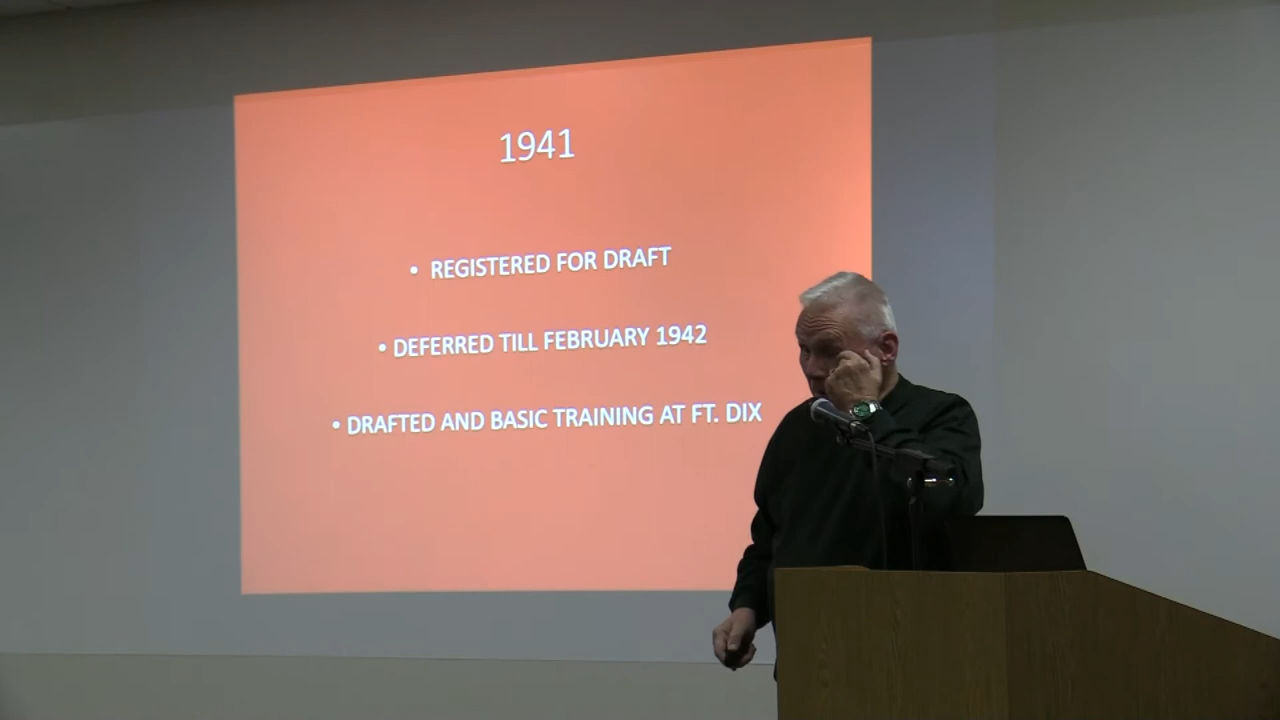 1941
• REGISTERED FOR DRAFT
• DEFERRED TILL FEBRUARY 1942
• DRAFTED AND BASIC TRAINING AT FT. DIX